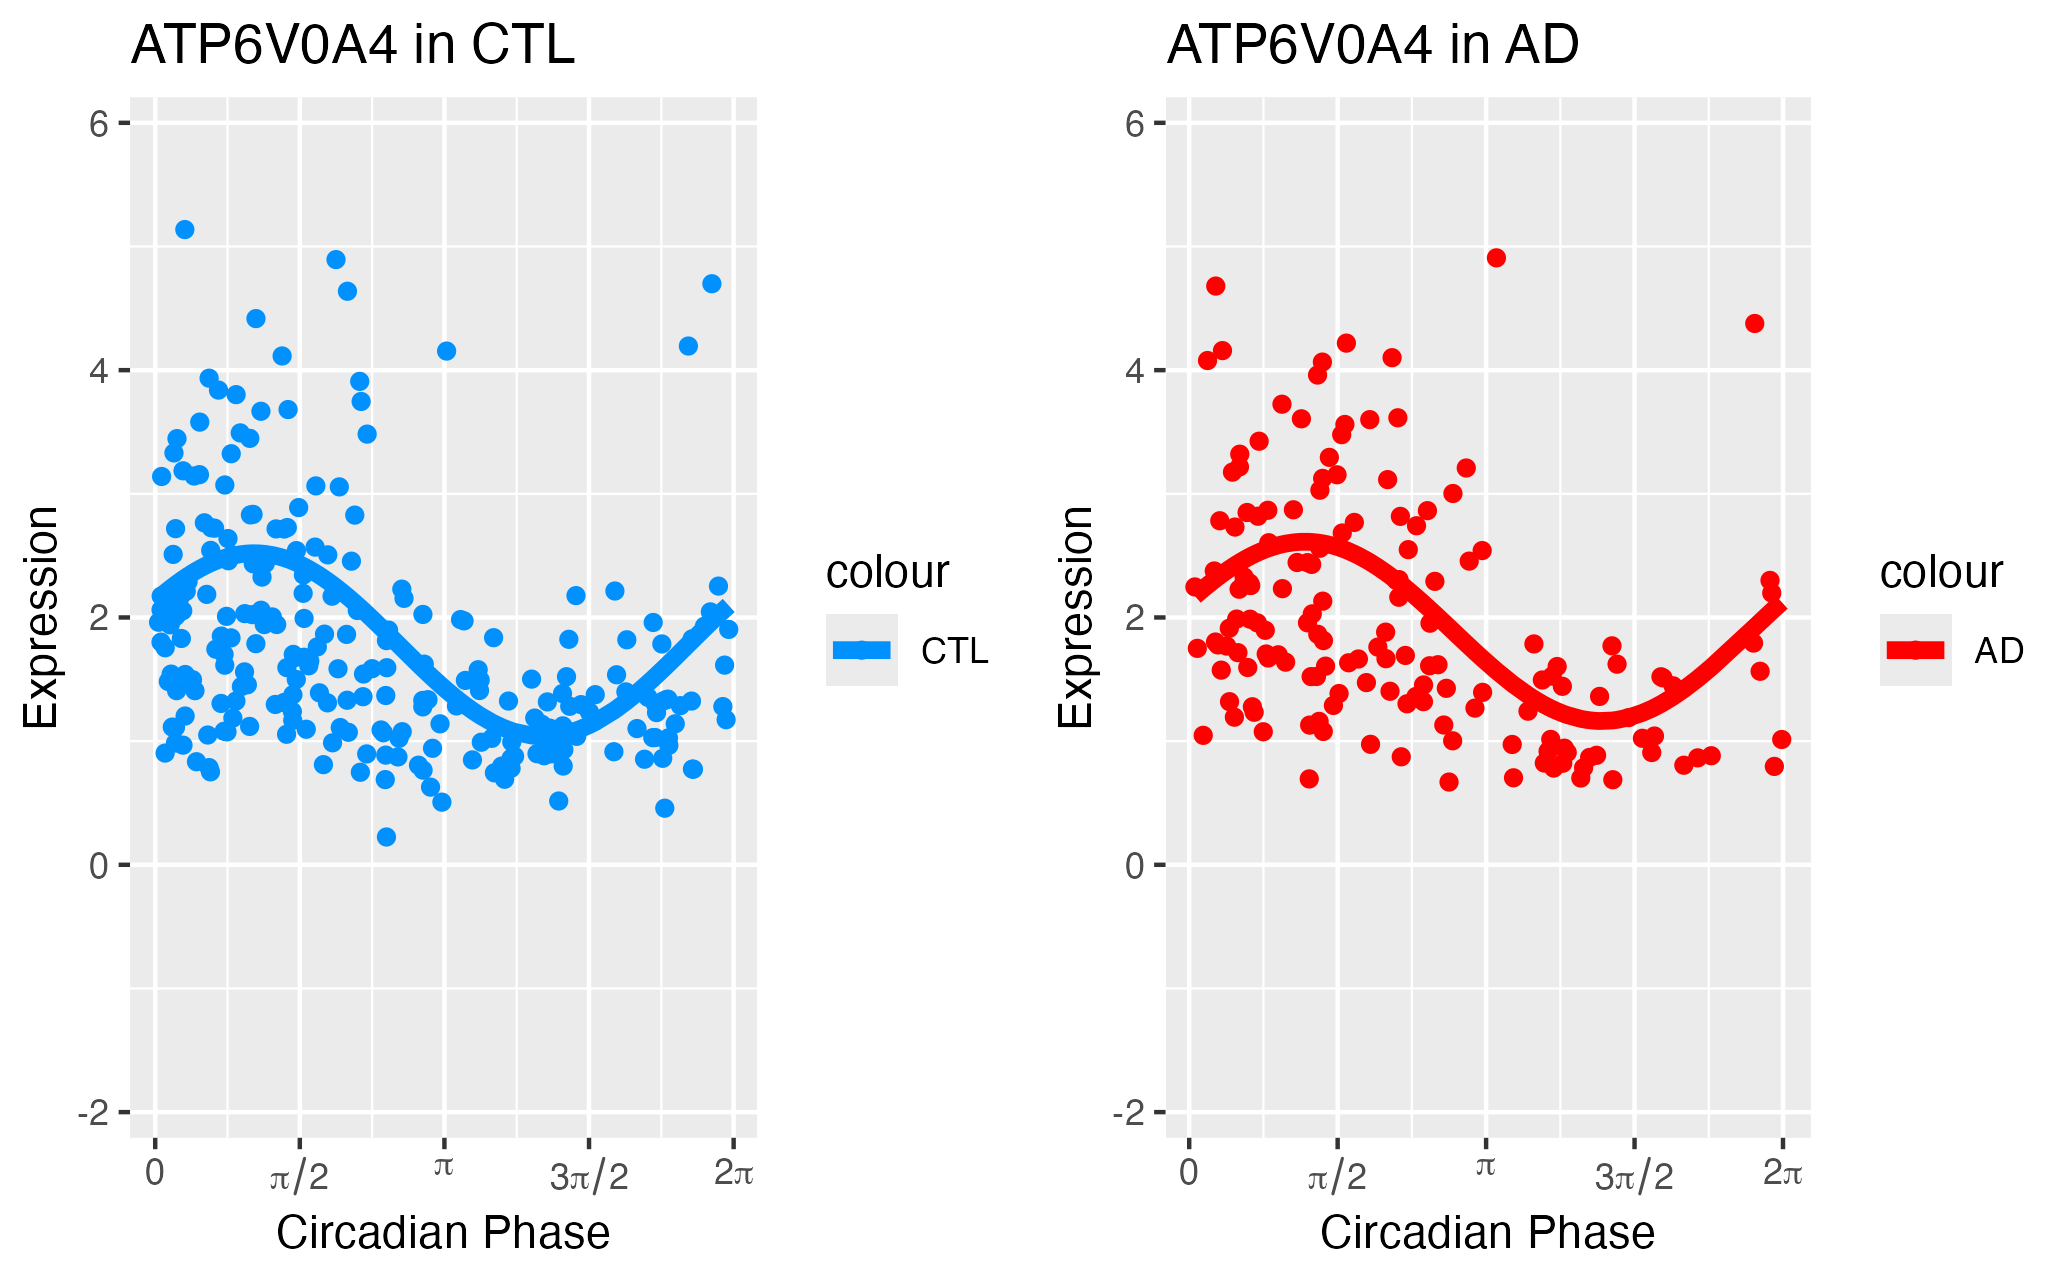 ATP6V0A4 in CTL
6
4
2
0
-2
Expression
0
π/2
π
3π/2
2π
Circadian Phase
colour
CTL
ATP6V0A4 in AD
6
4
2
0
-2
Expression
0
π/2
π
3π/2
2π
Circadian Phase
colour
AD